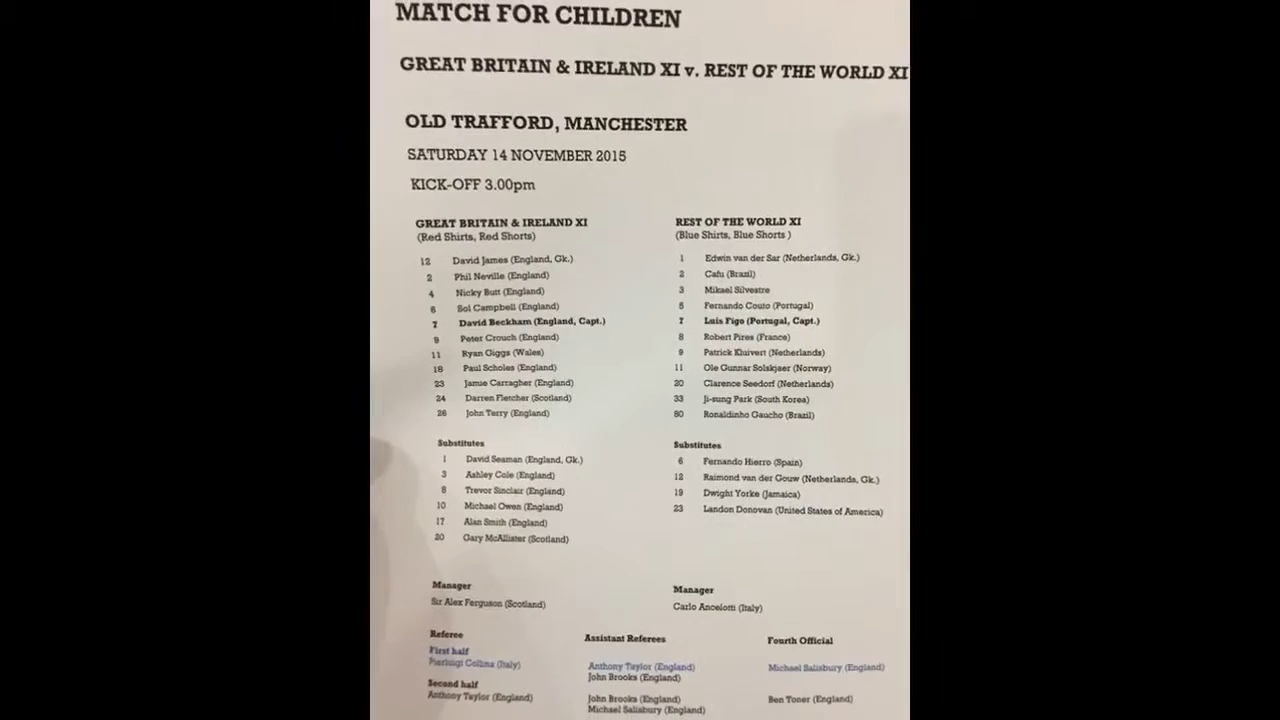 MATCH FOR CHILDREN
GREAT BRITAIN & IRELAND XI v. REST OF THE WORLD XI
OLD TRAFFORD, MANCHESTER
SATURDAY 14 NOVEMBER 2015
KICK-OFF 3.00pm
GREAT BRITAIN & IRELAND XI
(Red Shirts, Red Shorts)
12 David James (England, Gk.)
2 Phil Neville (England)
4 Nicky Butt (England)
6 Sol Campbell (England)
7 David Beckham (England, Capt.)
9 Peter Crouch (England)
11 Ryan Giggs (Wales)
18 Paul Scholes (England)
23 Jamie Carragher (England)
24 Darren Fletcher (Scotland)
26 John Terry (England)
Substitutes
1 David Seaman (England, Gk.)
3 Ashley Cole (England)
8 Trevor Sinclair (England)
10 Michael Owen (England)
17 Alan Smith (England)
20 Gary McAllister (Scotland)
Manager
Sir Alex Ferguson (Scotland)
REST OF THE WORLD XI
(Blue Shirts, Blue Shorts )
1 Edwin van der Sar (Netherlands, Gk.)
2 Cafu (Brazil)
3 Mikael Silvestre
5 Fernando Couto (Portugal)
7 Luis Figo (Portugal, Capt.)
8 Robert Pires (France)
9 Patrick Kluivert (Netherlands)
11 Ole Gunnar Solskjaer (Norway)
20 Clarence Seedorf (Netherlands)
33 Ji-sung Park (South Korea)
80 Ronaldinho Gaucho (Brazil)
Substitutes
6 Fernando Hierro (Spain)
12 Raimond van der Gouw (Netherlands, Gk.)
19 Dwight Yorke (Jamaica)
23 Landon Donovan (United States of America)
Manager
Carlo Ancelotti (Italy)
Referee
First half
Pierluigi Collina (Italy)
Second half
Anthony Taylor (England)
Assistant Referees
Anthony Taylor (England)
John Brooks (England)
John Brooks (England)
Michael Salisbury (England)
Fourth Official
Michael Salisbury (England)
Ben Toner (England)